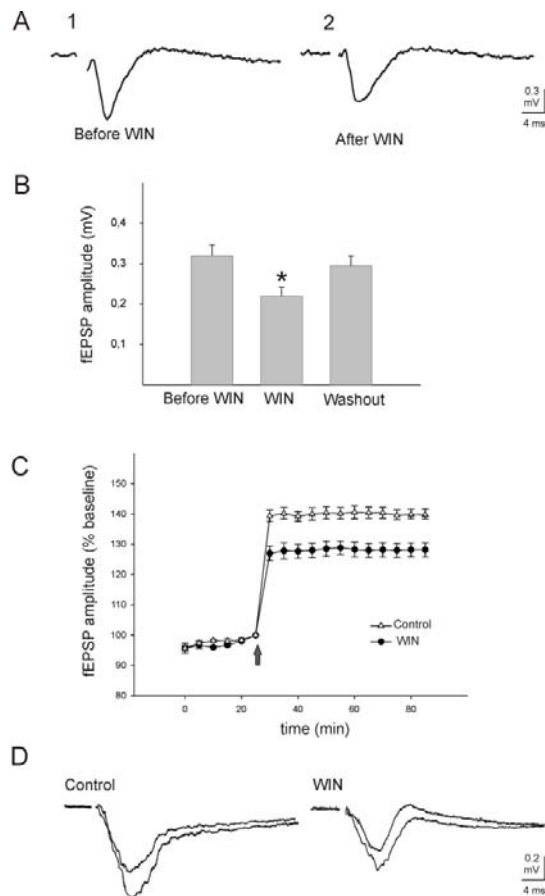 A
1
2
Before WIN
After WIN
0.3
mV
4 ms
B
fEPSP amplitude (mV)
0,4
0,3
0,2
0,1
*
Before WIN
WIN
Washout
C
fEPSP amplitude (% baseline)
150
140
130
120
110
100
90
80
Control
WIN
0
20
40
60
80
time (min)
D
Control
WIN
0.2
mV
4 ms